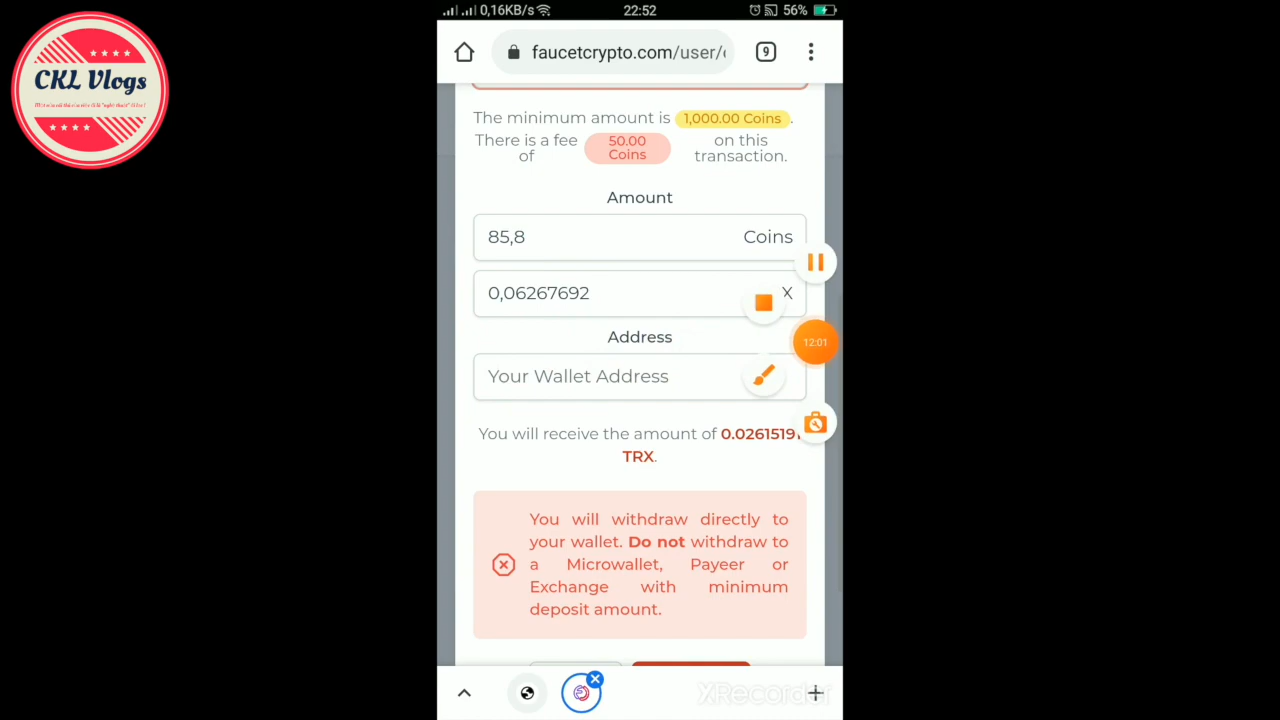 CKL Vlogs
0,16KB/s
22:52
56%
faucetcrypto.com/user/
9
The minimum amount is 1,000.00 Coins.
There is a fee of 50.00 Coins on this transaction.
Amount
85,8 Coins
0,06267692 X
12:01
Address
Your Wallet Address
You will receive the amount of 0.0261519
TRX.
You will withdraw directly to
your wallet. Do not withdraw to
a Microwallet, Payeer or
Exchange with minimum
deposit amount.
XRecorder